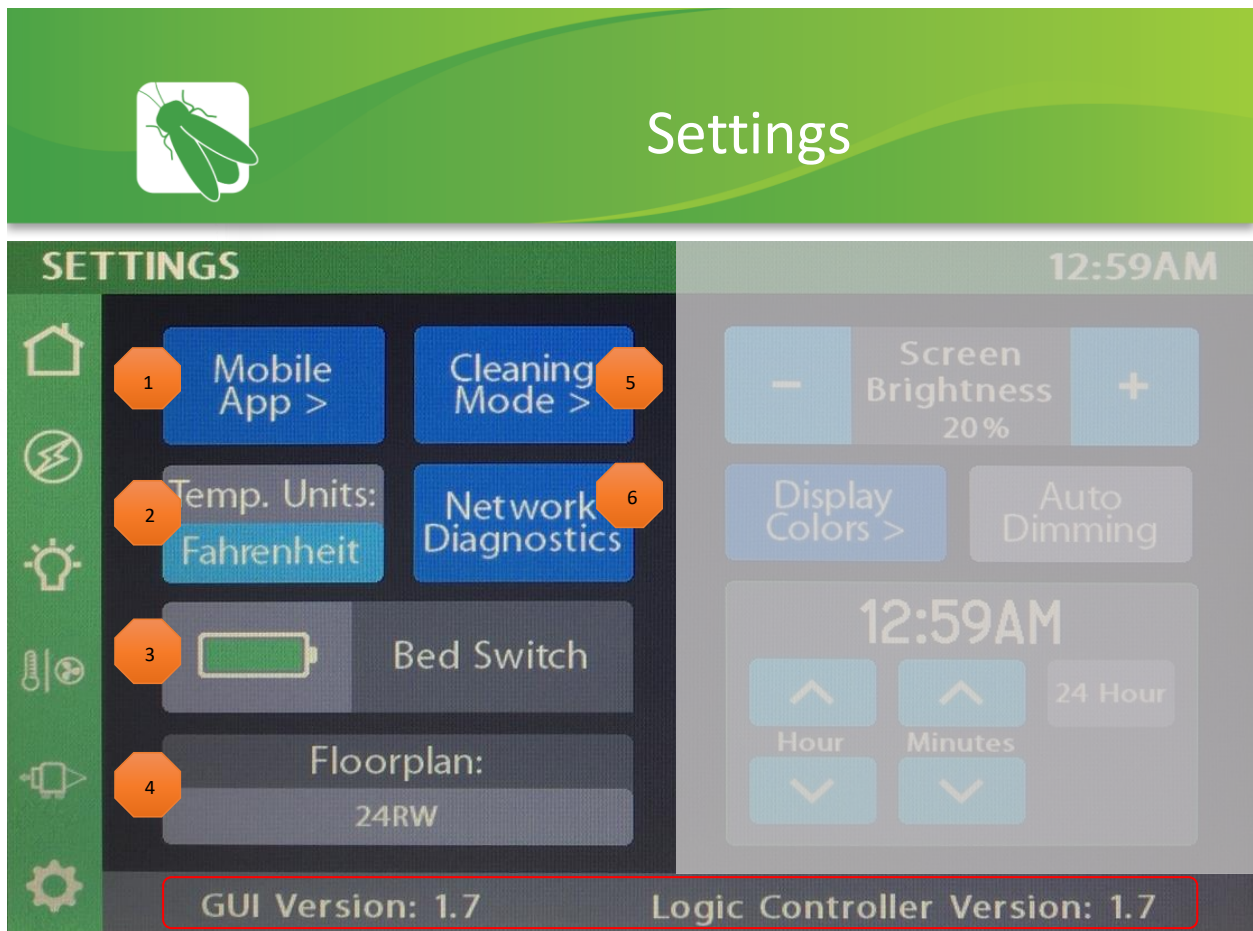 Settings
SETTINGS
12:59AM
1
Mobile
App >
Cleaning
Mode >
5
2
Temp. Units:
Fahrenheit
Network
Diagnostics
6
3
Bed Switch
4
Floorplan:
24RW
-
Screen
Brightness
20%
+
Display
Colors >
Auto
Dimming
12:59AM
24 Hour
Hour
Minutes
GUI Version: 1.7
Logic Controller Version: 1.7